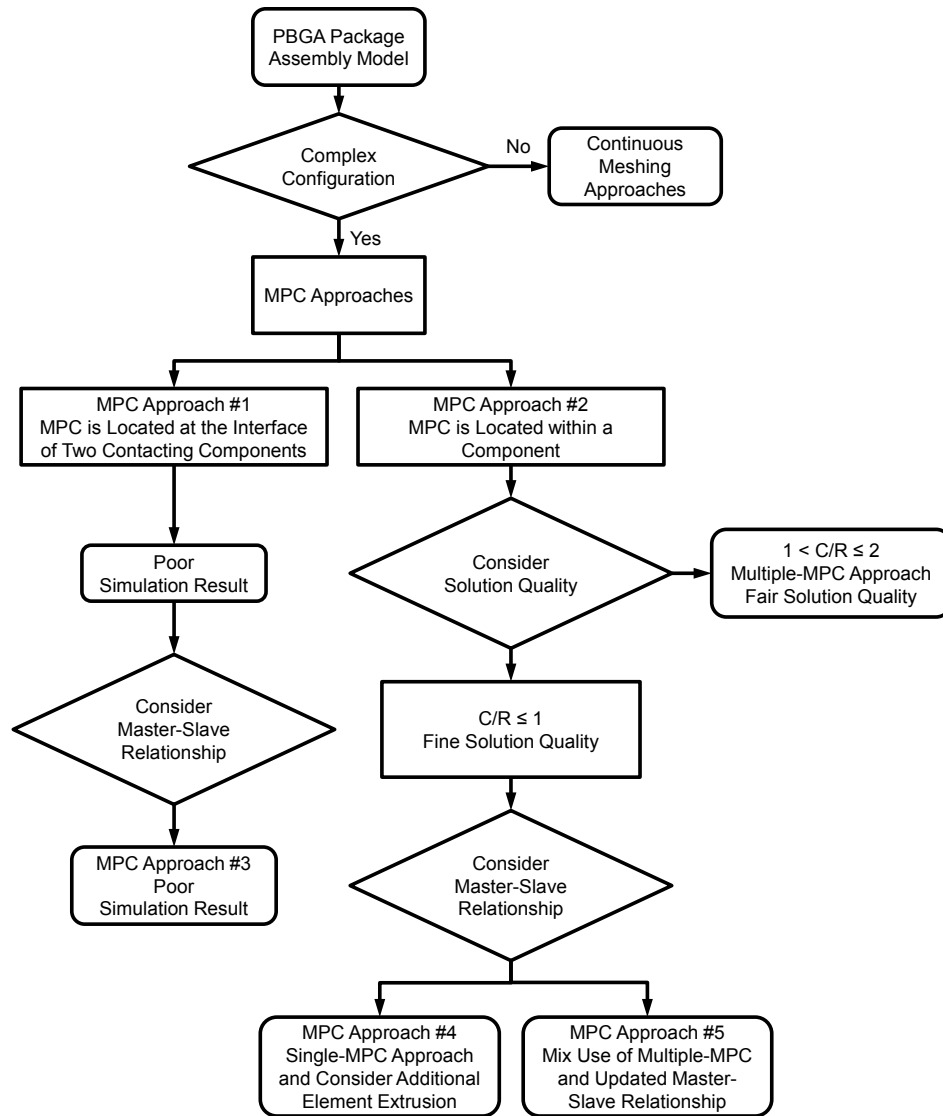 PBGA Package
Assembly Model
Complex
Configuration
No
Continuous
Meshing
Approaches
Yes
MPC Approaches
MPC Approach #1
MPC is Located at the Interface
of Two Contacting Components
MPC Approach #2
MPC is Located within a
Component
Poor
Simulation Result
Consider
Solution Quality
1 < C/R ≤ 2
Multiple-MPC Approach
Fair Solution Quality
Consider
Master-Slave
Relationship
C/R ≤ 1
Fine Solution Quality
MPC Approach #3
Poor
Simulation Result
Consider
Master-Slave
Relationship
MPC Approach #4
Single-MPC Approach
and Consider Additional
Element Extrusion
MPC Approach #5
Mix Use of Multiple-MPC
and Updated Master-
Slave Relationship